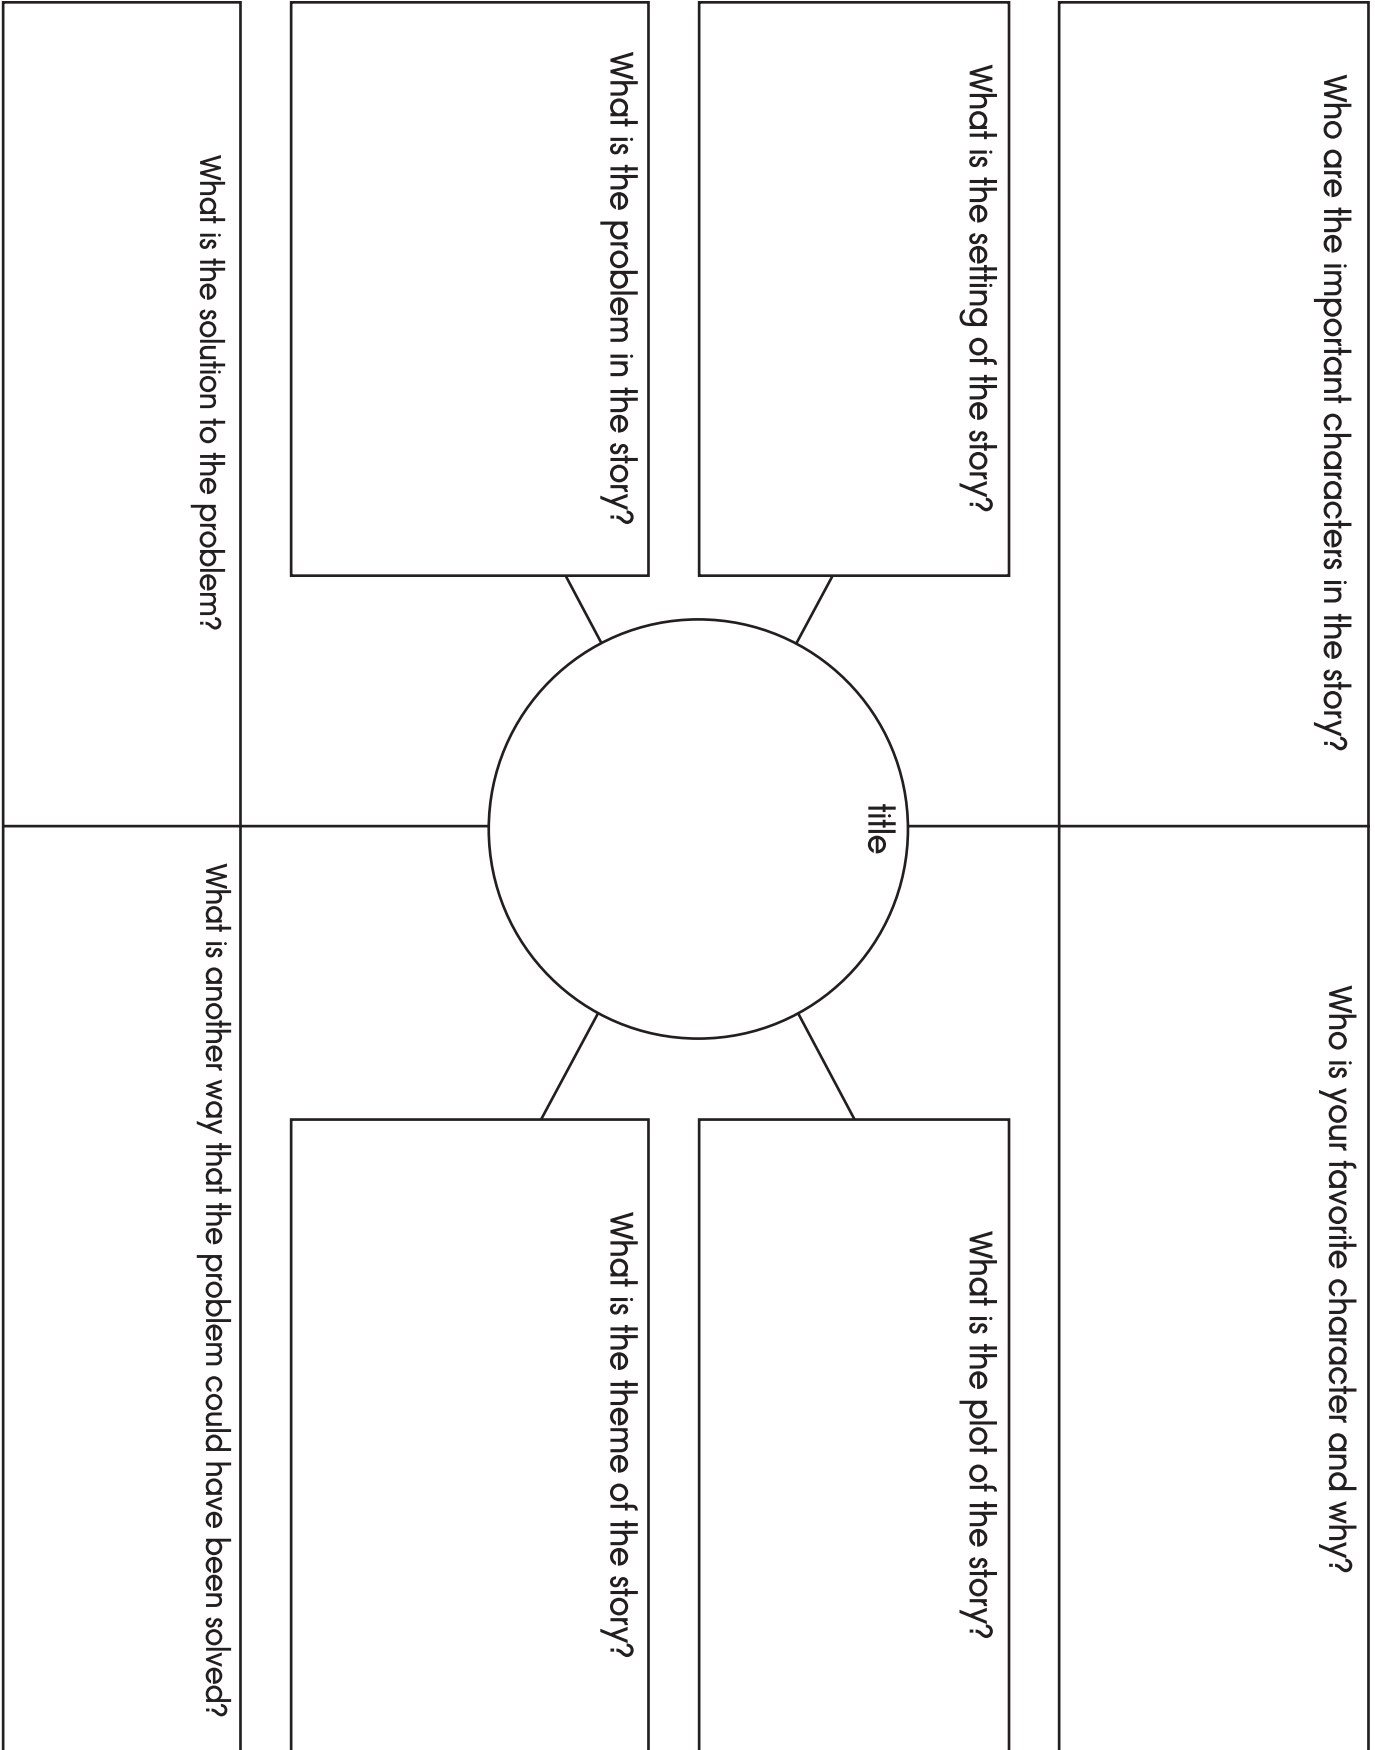 Who are the important characters in the story?
Who is your favorite character and why?
What is the setting of the story?
What is the plot of the story?
title
What is the problem in the story?
What is the theme of the story?
What is the solution to the problem?
What is another way that the problem could have been solved?